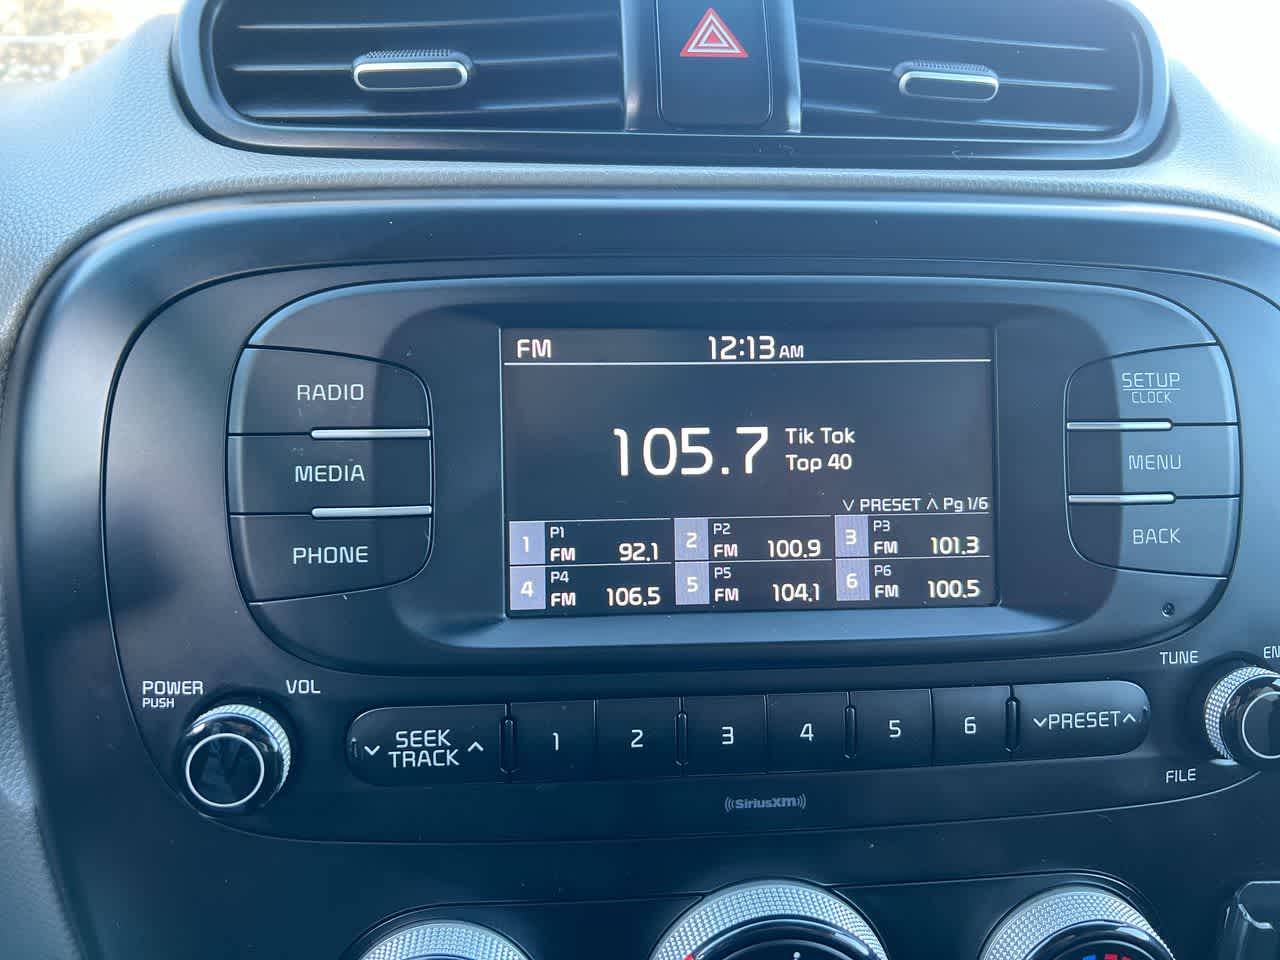 FM 12:13 AM
105.7 Tik Tok
Top 40
∨ PRESET ∧ Pg 1/6
1 P1 FM 92.1
2 P2 FM 100.9
3 P3 FM 101.3
4 P4 FM 106.5
5 P5 FM 104.1
6 P6 FM 100.5
RADIO
MEDIA
PHONE
SETUP
CLOCK
MENU
BACK
POWER
PUSH
VOL
∨ SEEK ∧
TRACK
1 2 3 4 5 6
∨PRESET∧
TUNE
EN
FILE
((SiriusXM))